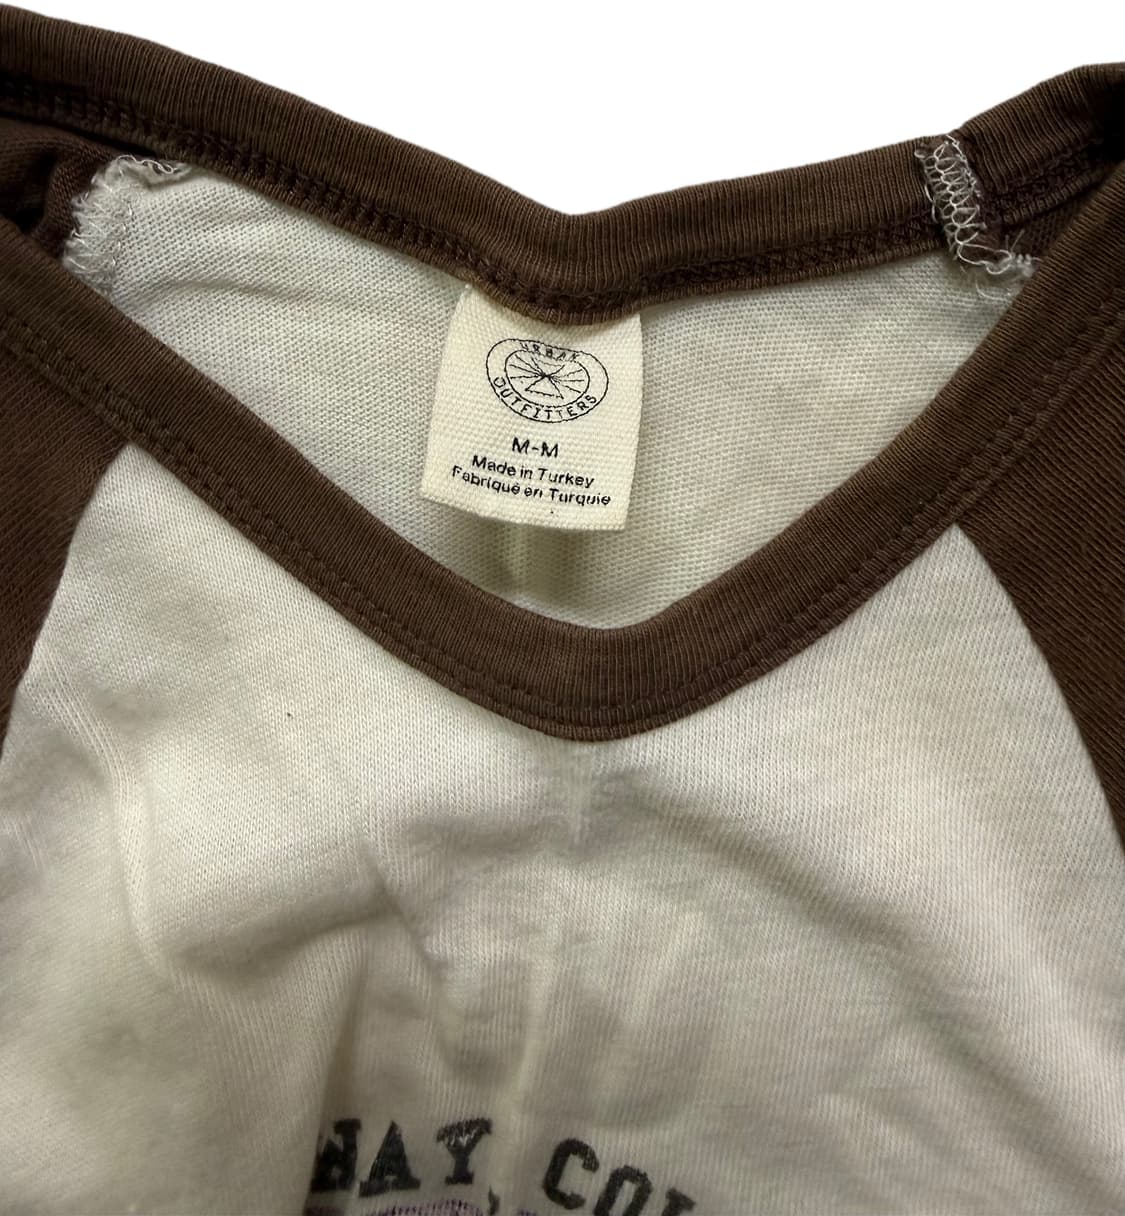 URBAN
OUTFITTERS
M-M
Made in Turkey
Fabriqué en Turquie